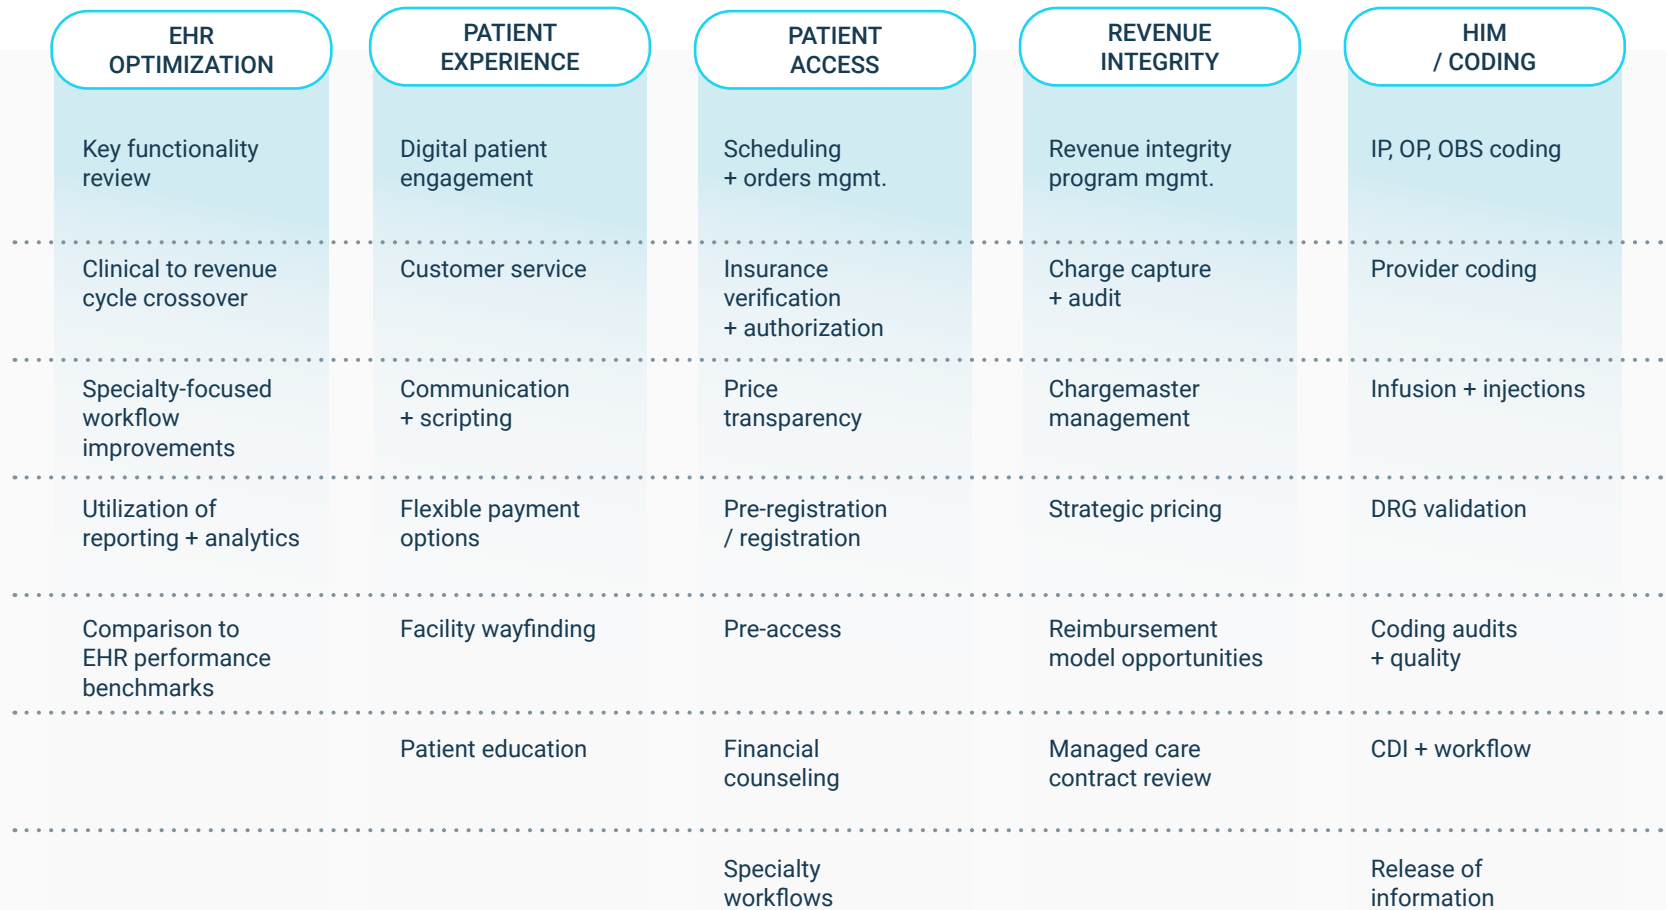 EHR
OPTIMIZATION
PATIENT
EXPERIENCE
PATIENT
ACCESS
REVENUE
INTEGRITY
HIM
/ CODING
Key functionality
review
Digital patient
engagement
Scheduling
+ orders mgmt.
Revenue integrity
program mgmt.
IP, OP, OBS coding
Clinical to revenue
cycle crossover
Customer service
Insurance
verification
+ authorization
Charge capture
+ audit
Provider coding
Specialty-focused
workflow
improvements
Communication
+ scripting
Price
transparency
Chargemaster
management
Infusion + injections
Utilization of
reporting + analytics
Flexible payment
options
Pre-registration
/ registration
Strategic pricing
DRG validation
Comparison to
EHR performance
benchmarks
Facility wayfinding
Pre-access
Reimbursement
model opportunities
Coding audits
+ quality
Patient education
Financial
counseling
Managed care
contract review
CDI + workflow
Specialty
workflows
Release of
information